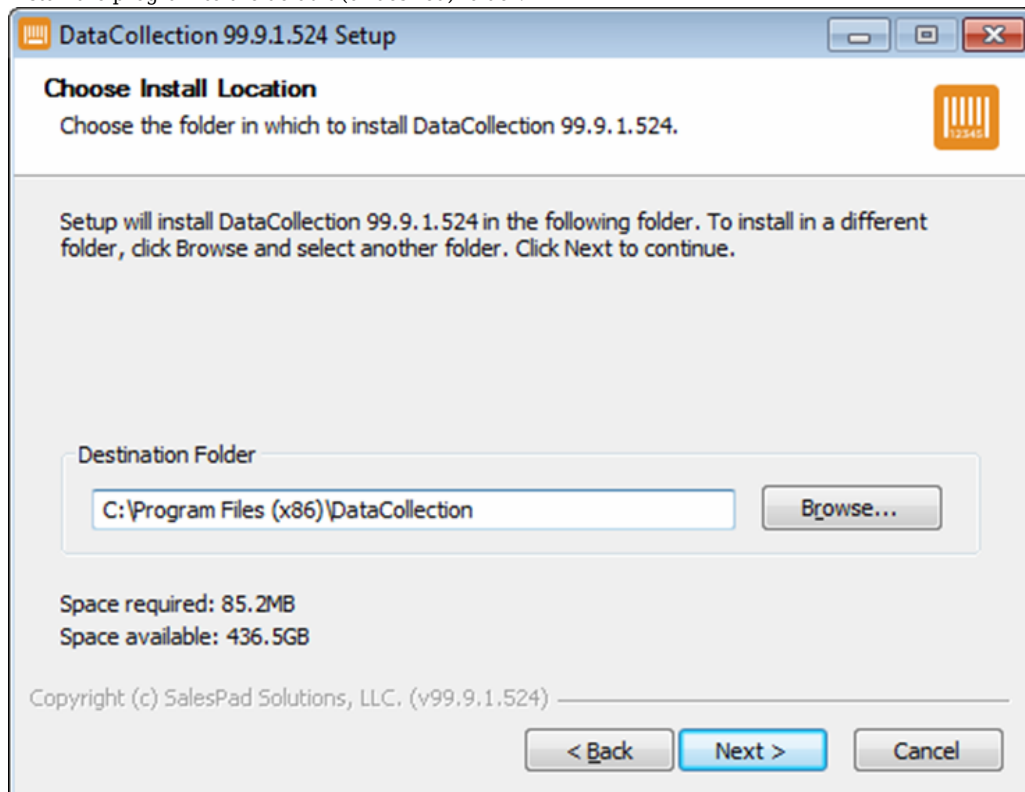 DataCollection 99.9.1.524 Setup
Choose Install Location
Choose the folder in which to install DataCollection 99.9.1.524.
12345
Setup will install DataCollection 99.9.1.524 in the following folder. To install in a different
folder, click Browse and select another folder. Click Next to continue.
Destination Folder
C:\Program Files (x86)\DataCollection
Browse...
Space required: 85.2MB
Space available: 436.5GB
Copyright (c) SalesPad Solutions, LLC. (v99.9.1.524)
< Back
Next >
Cancel